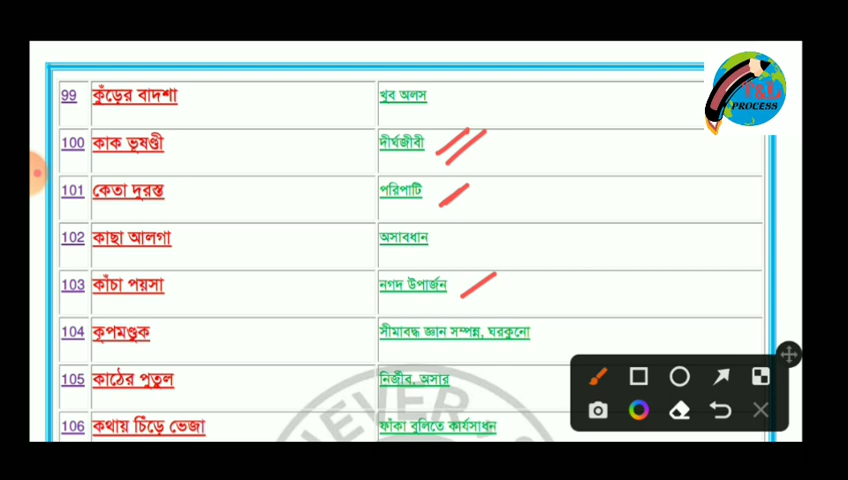 T&L
PROCESS
99 কুঁড়ের বাদশা খুব অলস
100 কাক ভুষণ্ডী দীর্ঘজীবী
101 কেতা দুরস্ত পরিপাটি
102 কাছা আলগা অসাবধান
103 কাঁচা পয়সা নগদ উপার্জন
104 কূপমণ্ডুক সীমাবদ্ধ জ্ঞান সম্পন্ন, ঘরকুনো
105 কাঠের পুতুল নির্জীব, অসার
106 কথায় চিঁড়ে ভেজা ফাঁকা বুলিতে কার্যসাধন